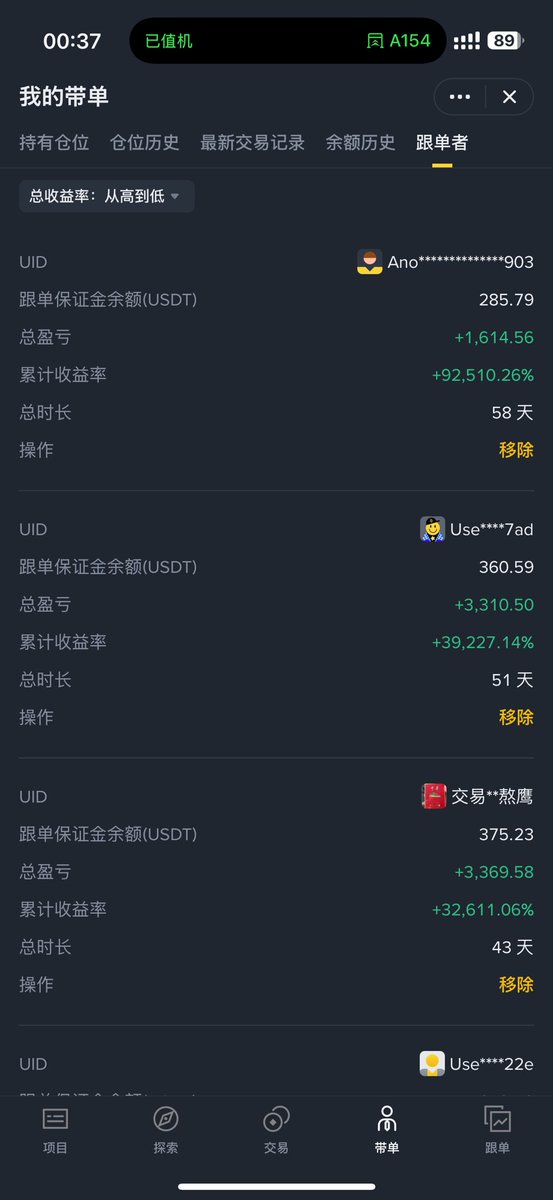 00:37
已值机
A154
89
我的带单
持有仓位 仓位历史 最新交易记录 余额历史 跟单者
总收益率：从高到低
UID Ano**************903
跟单保证金余额(USDT) 285.79
总盈亏 +1,614.56
累计收益率 +92,510.26%
总时长 58 天
操作 移除
UID Use****7ad
跟单保证金余额(USDT) 360.59
总盈亏 +3,310.50
累计收益率 +39,227.14%
总时长 51 天
操作 移除
UID 交易**熬鹰
跟单保证金余额(USDT) 375.23
总盈亏 +3,369.58
累计收益率 +32,611.06%
总时长 43 天
操作 移除
UID Use****22e
项目 探索 交易 带单 跟单